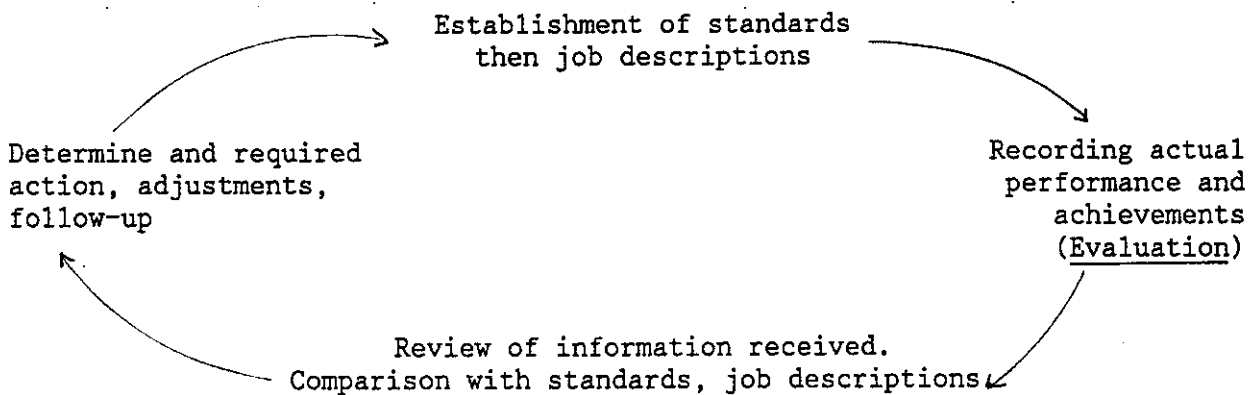 Establishment of standards
then job descriptions
Recording actual
performance and
achievements
(Evaluation)
Review of information received.
Comparison with standards, job descriptions
Determine and required
action, adjustments,
follow-up